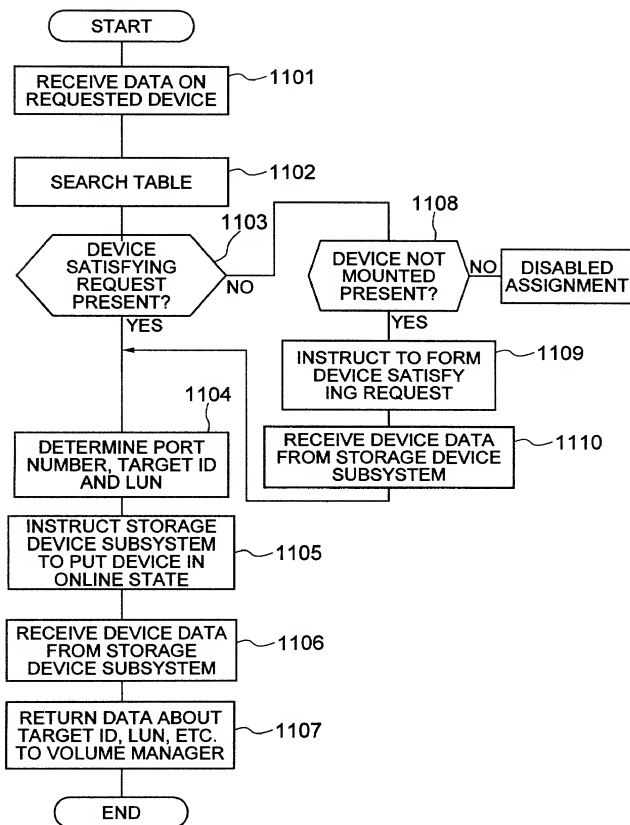 START
RECEIVE DATA ON
REQUESTED DEVICE
1101
SEARCH TABLE
1102
DEVICE
SATISFYING
REQUEST
PRESENT?
1103
NO
YES
1108
DEVICE NOT
MOUNTED
PRESENT?
NO
DISABLED
ASSIGNMENT
YES
INSTRUCT TO FORM
DEVICE SATISFY
ING REQUEST
1109
RECEIVE DEVICE DATA
FROM STORAGE DEVICE
SUBSYSTEM
1110
1104
DETERMINE PORT
NUMBER, TARGET ID
AND LUN
INSTRUCT STORAGE
DEVICE SUBSYSTEM
TO PUT DEVICE IN
ONLINE STATE
1105
RECEIVE DEVICE DATA
FROM STORAGE
DEVICE SUBSYSTEM
1106
RETURN DATA ABOUT
TARGET ID, LUN, ETC.
TO VOLUME MANAGER
1107
END